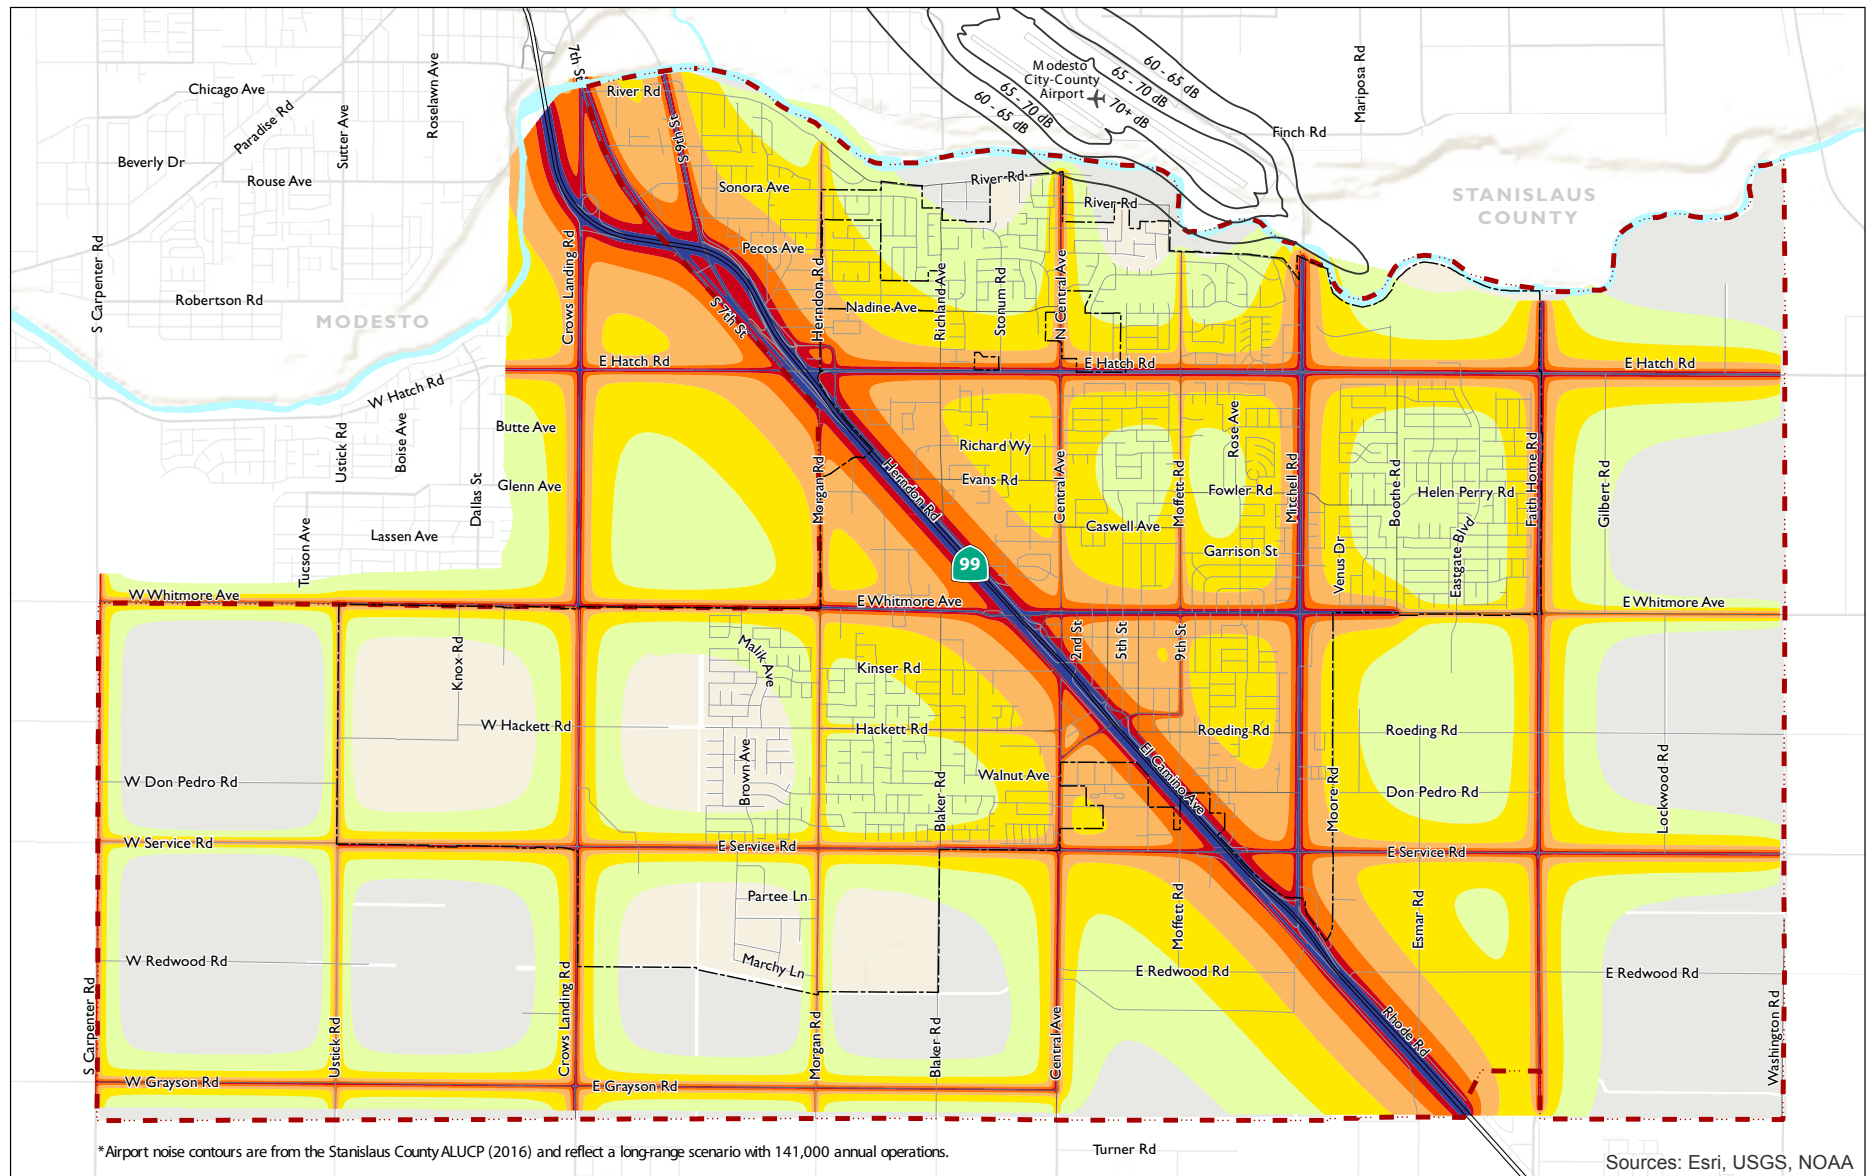 7th St
Chicago Ave
Paradise Rd
Sutter Ave
Roselawn Ave
River Rd
S 9th St
Modesto
City-County
Airport
60 - 65 dB
65 - 70 dB
70+ dB
65 - 70 dB
60 - 65 dB
Mariposa Rd
Finch Rd
Beverly Dr
Rouse Ave
Sonora Ave
River Rd
River Rd
STANISLAUS
COUNTY
S Carpenter Rd
Crows Landing Rd
Pecos Ave
Herndon Rd
Richland Ave
Stonum Rd
N Central Ave
Robertson Rd
MODESTO
S 7th St
Nadine Ave
E Hatch Rd
E Hatch Rd
E Hatch Rd
W Hatch Rd
Ustick Rd
Boise Ave
Butte Ave
Dallas St
Glenn Ave
Morgan Rd
Herndon Rd
Richard Wy
Evans Rd
Central Ave
Moffett Rd
Rose Ave
Fowler Rd
Mitchell Rd
Boothe Rd
Helen Perry Rd
Faith Home Rd
Gilbert Rd
Tucson Ave
Lassen Ave
Caswell Ave
Garrison St
Venus Dr
Eastgate Blvd
99
W Whitmore Ave
E Whitmore Ave
E Whitmore Ave
Knox Rd
Malik Ave
Kinser Rd
2nd St
5th St
9th St
W Hackett Rd
Hackett Rd
Roeding Rd
Roeding Rd
Brown Ave
Blaker Rd
Walnut Ave
El Camino Ave
Moore Rd
Lockwood Rd
W Don Pedro Rd
Don Pedro Rd
W Service Rd
E Service Rd
E Service Rd
Partee Ln
Moffett Rd
Esmar Rd
W Redwood Rd
Marchy Ln
E Redwood Rd
E Redwood Rd
S Carpenter Rd
Ustick Rd
Crows Landing Rd
Morgan Rd
Blaker Rd
Central Ave
Rhode Rd
Washington Rd
W Grayson Rd
E Grayson Rd
*Airport noise contours are from the Stanislaus County ALUCP (2016) and reflect a long-range scenario with 141,000 annual operations.
Turner Rd
Sources: Esri, USGS, NOAA